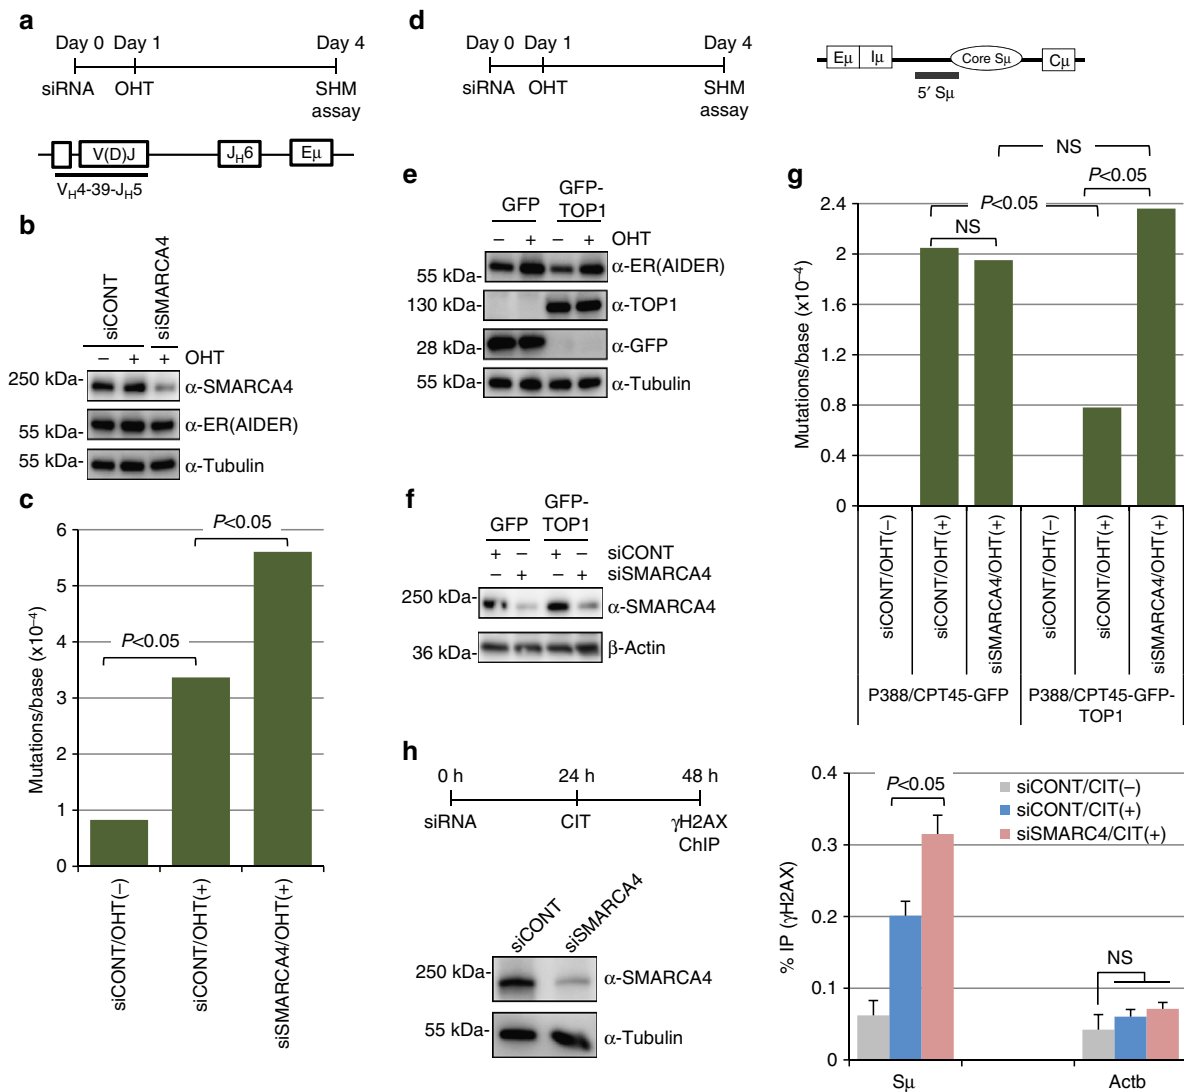 a
Day 0 Day 1 Day 4
siRNA OHT SHM
assay
V(D)J JH6 Eμ
VH4-39-JH5
b
siCONT siSMARCA4
− + + OHT
250 kDa- α-SMARCA4
55 kDa- α-ER(AIDER)
55 kDa- α-Tubulin
c
Mutations/base (x10⁻⁴)
6
5
4
3
2
1
0
P<0.05
P<0.05
siCONT/OHT(-)
siCONT/OHT(+)
siSMARCA4/OHT(+)
d
Day 0 Day 1 Day 4
siRNA OHT SHM
assay
Eμ Iμ Core Sμ Cμ
5′ Sμ
e
GFP GFP-
TOP1
− + − + OHT
55 kDa- α-ER(AIDER)
130 kDa- α-TOP1
28 kDa- α-GFP
55 kDa- α-Tubulin
f
GFP GFP-
TOP1
+ − + − siCONT
− + − + siSMARCA4
250 kDa- α-SMARCA4
36 kDa- β-Actin
g
Mutations/base (x10⁻⁴)
2.4
2
1.6
1.2
0.8
0.4
0
NS
P<0.05
P<0.05
NS
siCONT/OHT(-)
siCONT/OHT(+)
siSMARCA4/OHT(+)
siCONT/OHT(-)
siCONT/OHT(+)
siSMARCA4/OHT(+)
P388/CPT45-GFP
P388/CPT45-GFP-
TOP1
h
0 h 24 h 48 h
siRNA CIT γH2AX
ChIP
siCONT siSMARCA4
250 kDa- α-SMARCA4
55 kDa- α-Tubulin
% IP (γH2AX)
0.4
0.3
0.2
0.1
0
P<0.05
siCONT/CIT(-)
siCONT/CIT(+)
siSMARC4/CIT(+)
NS
Sμ Actb